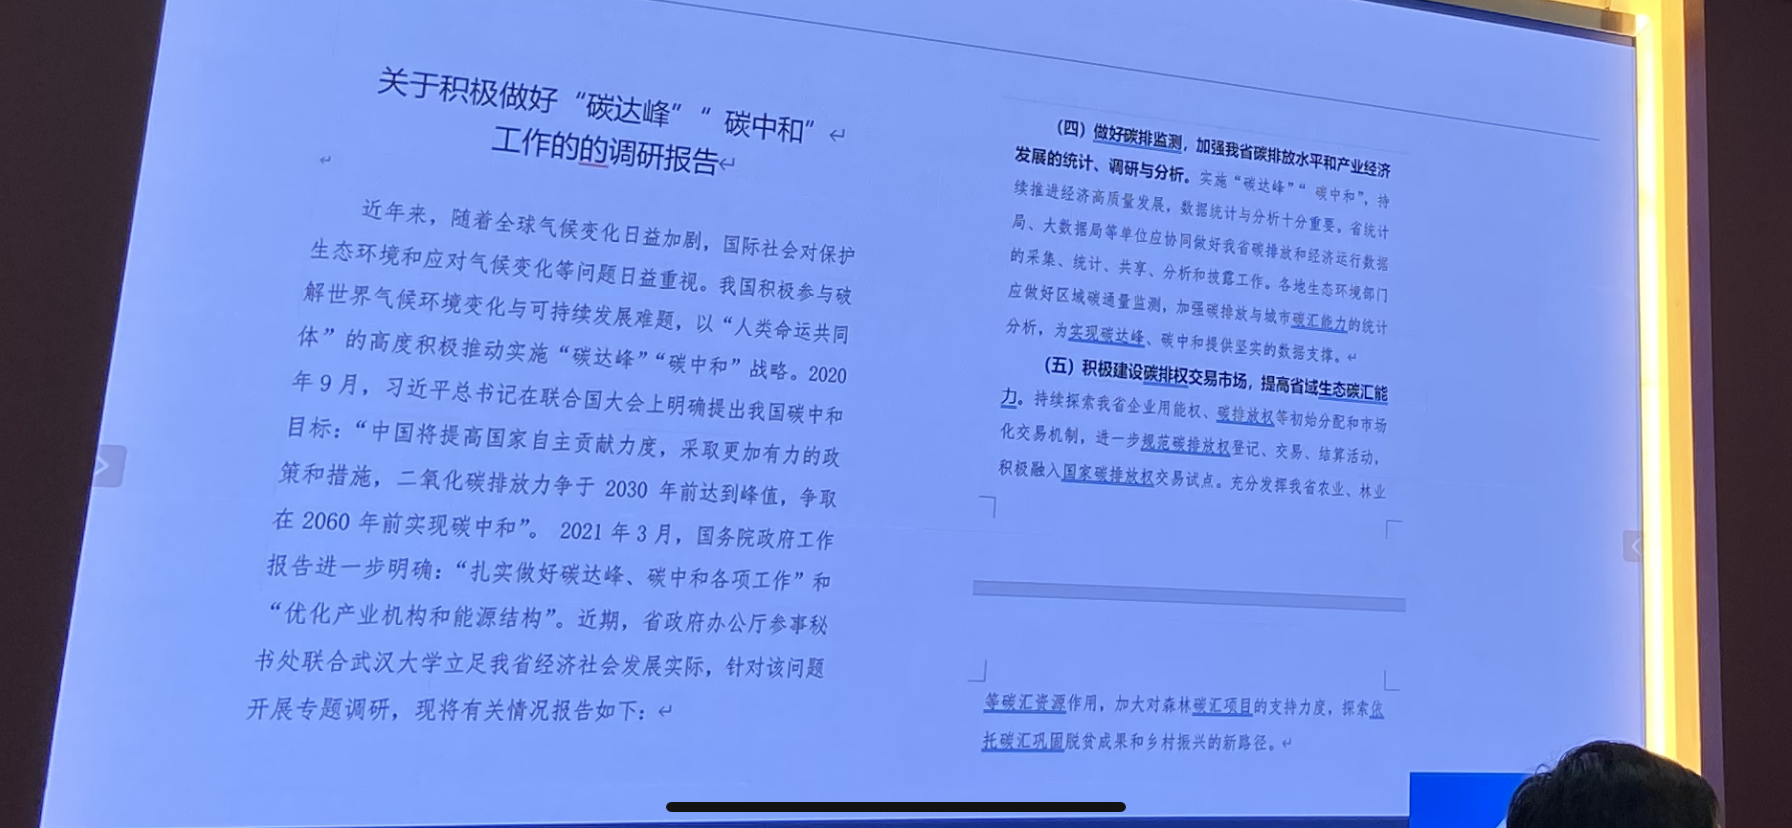 关于积极做好“碳达峰”“ 碳中和”
工作的的调研报告
近年来，随着全球气候变化日益加剧，国际社会对保护
生态环境和应对气候变化等问题日益重视。我国积极参与破
解世界气候环境变化与可持续发展难题，以“人类命运共同
体”的高度积极推动实施“碳达峰”“碳中和”战略。2020
年 9 月，习近平总书记在联合国大会上明确提出我国碳中和
目标：“中国将提高国家自主贡献力度，采取更加有力的政
策和措施，二氧化碳排放力争于 2030 年前达到峰值，争取
在 2060 年前实现碳中和”。 2021 年 3 月，国务院政府工作
报告进一步明确：“扎实做好碳达峰、碳中和各项工作”和
“优化产业机构和能源结构”。近期，省政府办公厅参事秘
书处联合武汉大学立足我省经济社会发展实际，针对该问题
开展专题调研，现将有关情况报告如下：
（四）做好碳排监测，加强我省碳排放水平和产业经济
发展的统计、调研与分析。实施“碳达峰”“ 碳中和”，持
续推进经济高质量发展，数据统计与分析十分重要。省统计
局、大数据局等单位应协同做好我省碳排放和经济运行数据
的采集、统计、共享、分析和披露工作。各地生态环境部门
应做好区域碳通量监测，加强碳排放与城市碳汇能力的统计
分析，为实现碳达峰、碳中和提供坚实的数据支撑。
（五）积极建设碳排权交易市场，提高省域生态碳汇能
力。持续探索我省企业用能权、碳排放权等初始分配和市场
化交易机制，进一步规范碳排放权登记、交易、结算活动，
积极融入国家碳排放权交易试点。充分发挥我省农业、林业
等碳汇资源作用，加大对森林碳汇项目的支持力度，探索依
托碳汇巩固脱贫成果和乡村振兴的新路径。